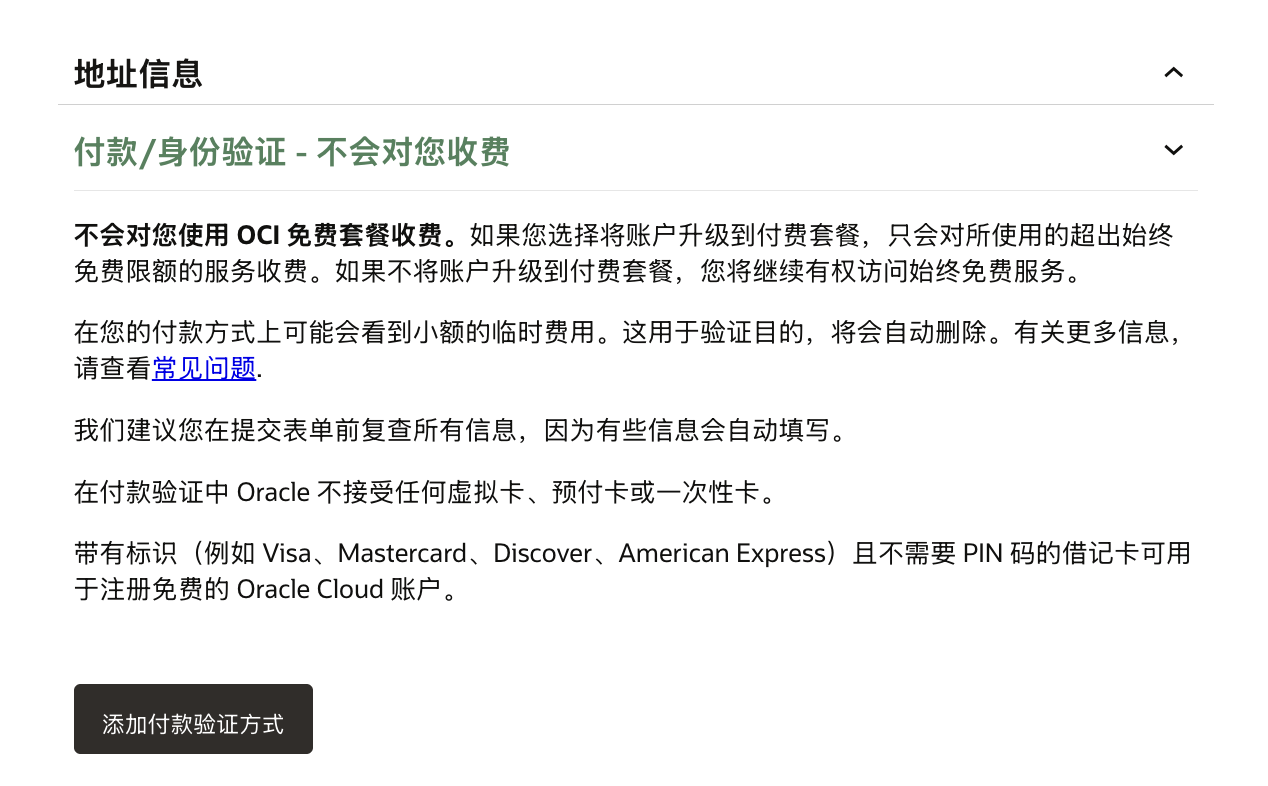 地址信息
付款/身份验证 - 不会对您收费
不会对您使用 OCI 免费套餐收费。如果您选择将账户升级到付费套餐，只会对所使用的超出始终
免费限额的服务收费。如果不将账户升级到付费套餐，您将继续有权访问始终免费服务。
在您的付款方式上可能会看到小额的临时费用。这用于验证目的，将会自动删除。有关更多信息，
请查看常见问题.
我们建议您在提交表单前复查所有信息，因为有些信息会自动填写。
在付款验证中 Oracle 不接受任何虚拟卡、预付卡或一次性卡。
带有标识（例如 Visa、Mastercard、Discover、American Express）且不需要 PIN 码的借记卡可用
于注册免费的 Oracle Cloud 账户。
添加付款验证方式